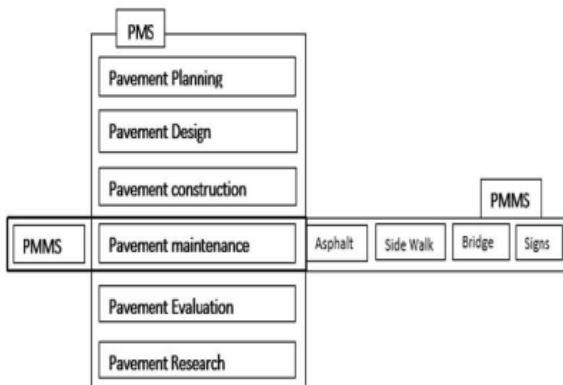 PMS
Pavement Planning
Pavement Design
Pavement construction
PMMS
PMMS
Pavement maintenance
Asphalt
Side Walk
Bridge
Signs
Pavement Evaluation
Pavement Research